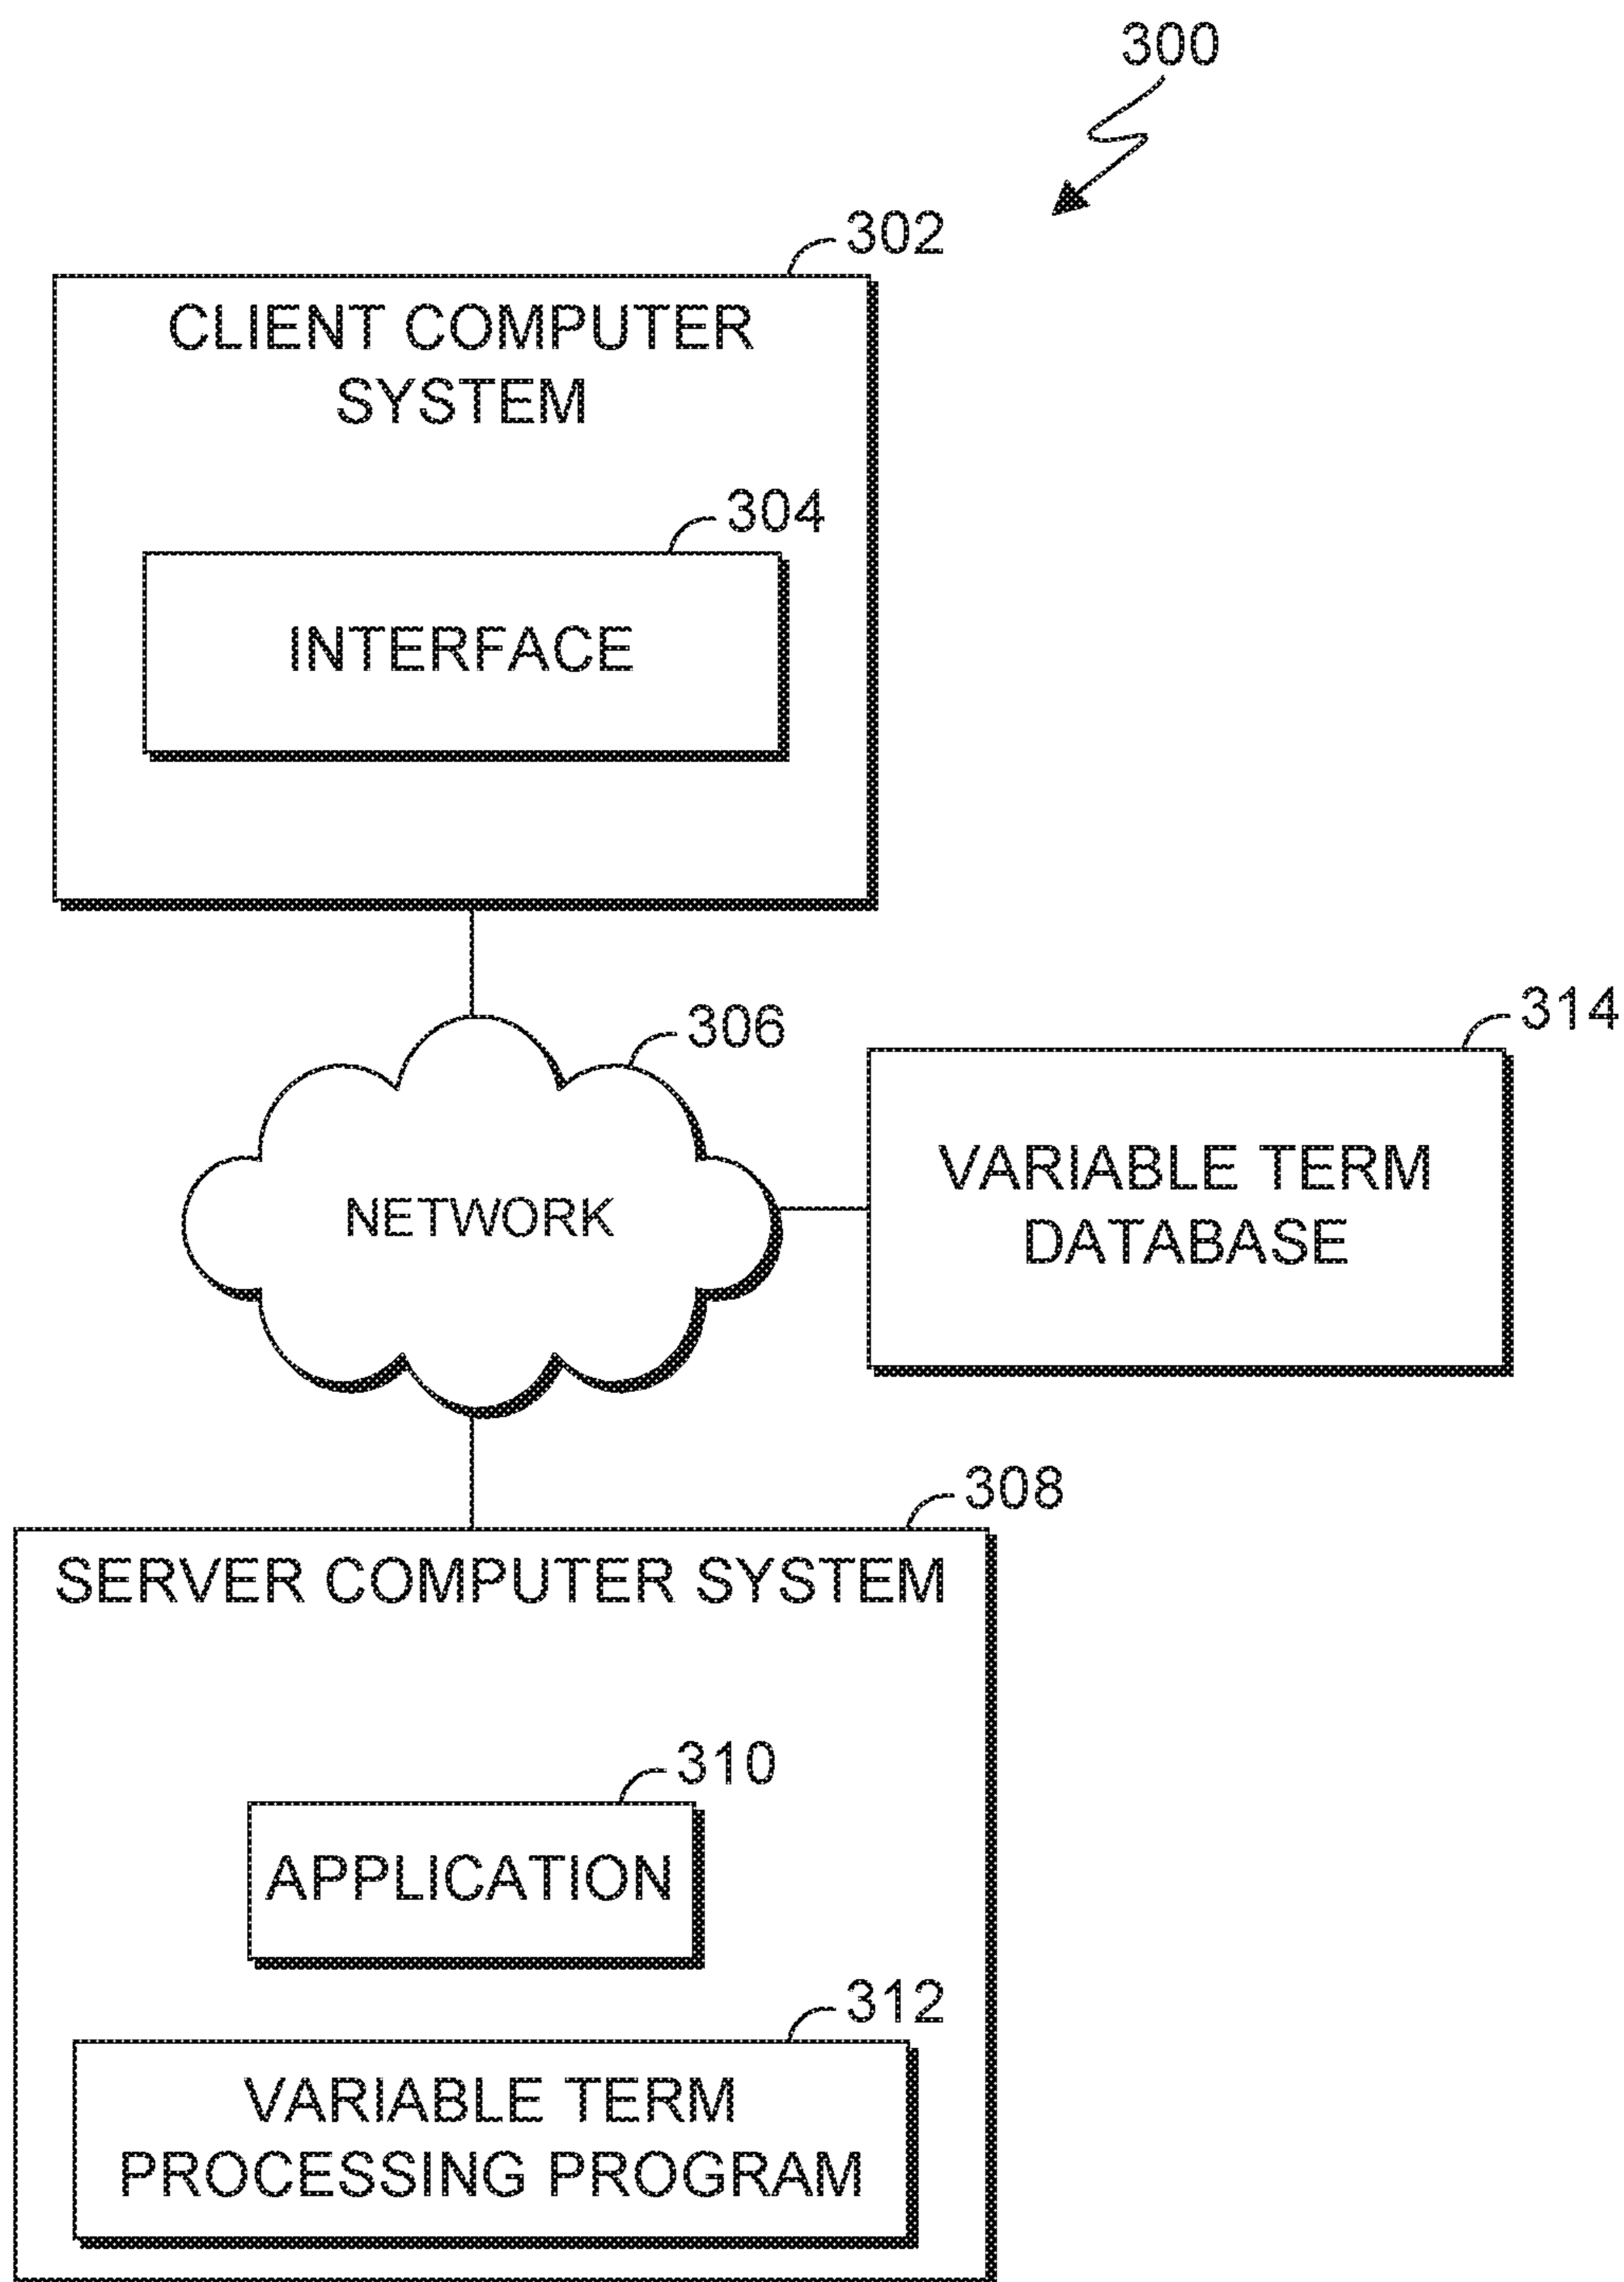 300
302
CLIENT COMPUTER
SYSTEM
304
INTERFACE
306
NETWORK
314
VARIABLE TERM
DATABASE
308
SERVER COMPUTER SYSTEM
310
APPLICATION
312
VARIABLE TERM
PROCESSING PROGRAM